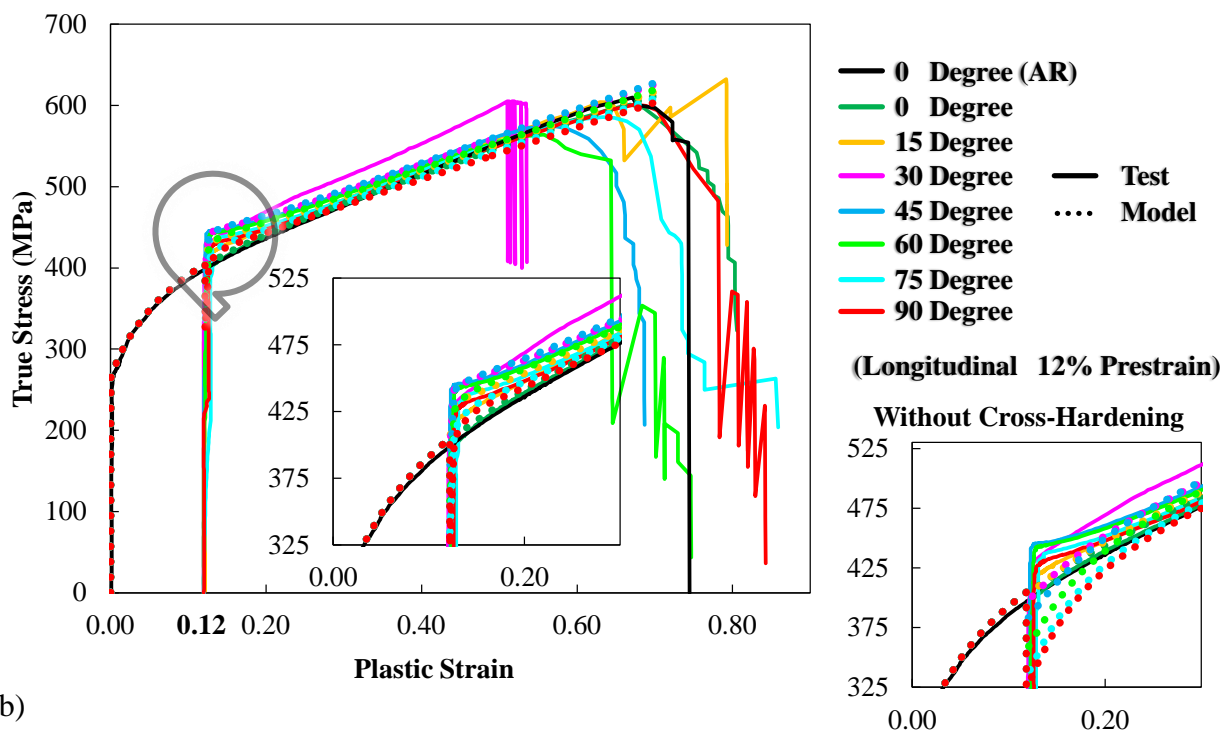 700
600
500
400
300
200
100
0
True Stress (MPa)
0.00
0.12
0.20
0.40
0.60
0.80
Plastic Strain
525
475
425
375
325
0.00
0.20
0 Degree (AR)
0 Degree
15 Degree
30 Degree
45 Degree
60 Degree
75 Degree
90 Degree
Test
Model
(Longitudinal 12% Prestrain)
Without Cross-Hardening
525
475
425
375
325
0.00
0.20
b)